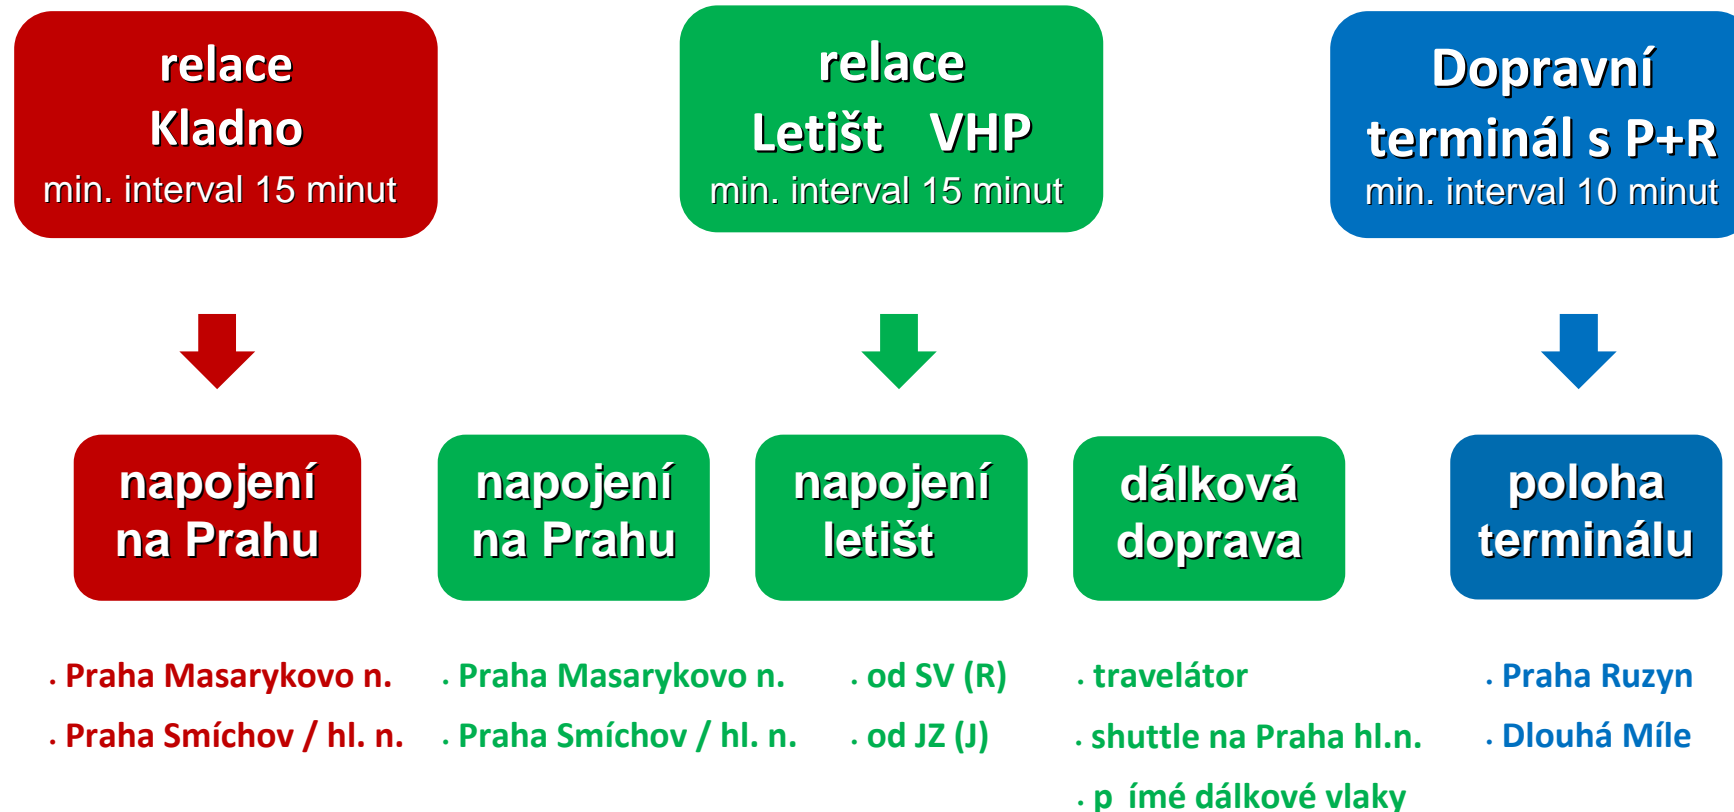 relace
Kladno
min. interval 15 minut
relace
Letišt VHP
min. interval 15 minut
Dopravní
terminál s P+R
min. interval 10 minut
napojení
na Prahu
napojení
na Prahu
napojení
letišt
dálková
doprava
poloha
terminálu
• Praha Masarykovo n.
• Praha Smíchov / hl. n.
• Praha Masarykovo n.
• Praha Smíchov / hl. n.
• od SV (R)
• od JZ (J)
• travelátor
• shuttle na Praha hl.n.
• p ímé dálkové vlaky
• Praha Ruzyn
• Dlouhá Míle